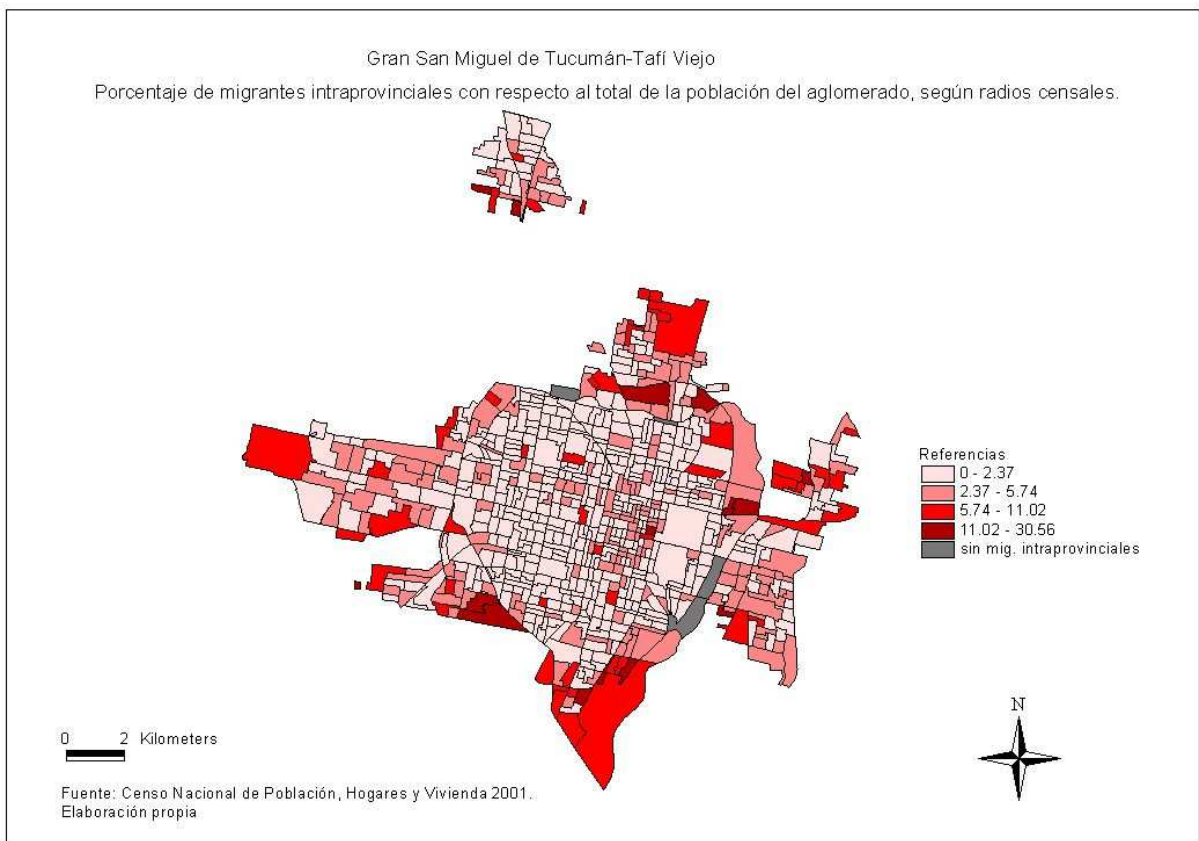 Gran San Miguel de Tucumán-Tafí Viejo
Porcentaje de migrantes intraprovinciales con respecto al total de la población del aglomerado, según radios censales.
Referencias
0 - 2.37
2.37 - 5.74
5.74 - 11.02
11.02 - 30.56
sin mig. intraprovinciales
N
0 2 Kilometers
Fuente: Censo Nacional de Población, Hogares y Vivienda 2001.
Elaboración propia